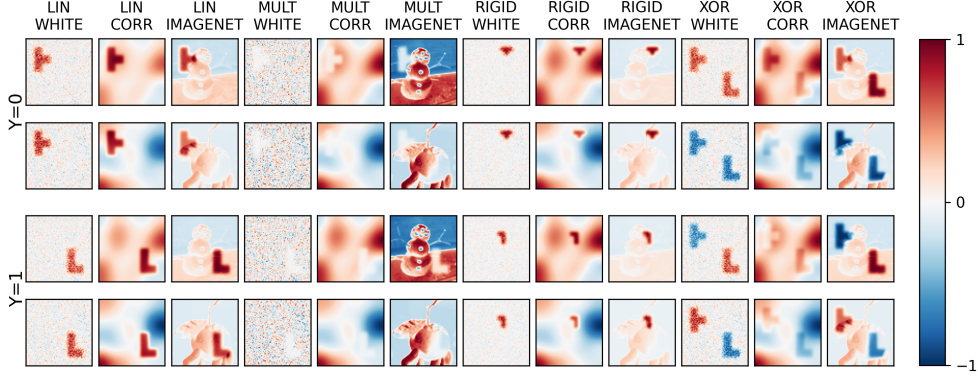 LIN WHITE LIN CORR LIN IMAGENET MULT WHITE MULT CORR MULT IMAGENET RIGID WHITE RIGID CORR RIGID IMAGENET XOR WHITE XOR CORR XOR IMAGENET
Y=0
Y=1
1
0
−1